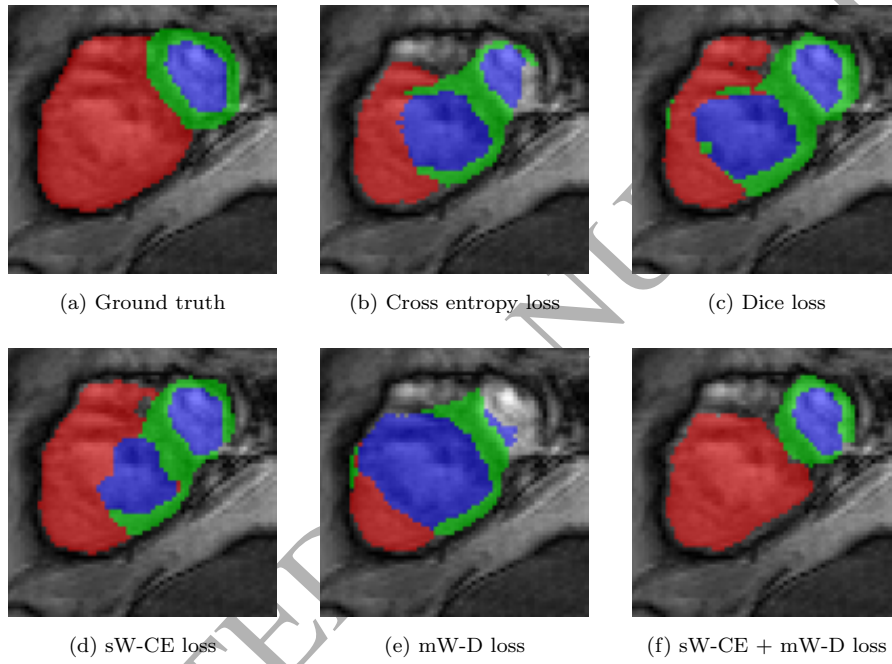 (a) Ground truth (b) Cross entropy loss (c) Dice loss
(d) sW-CE loss (e) mW-D loss (f) sW-CE + mW-D loss